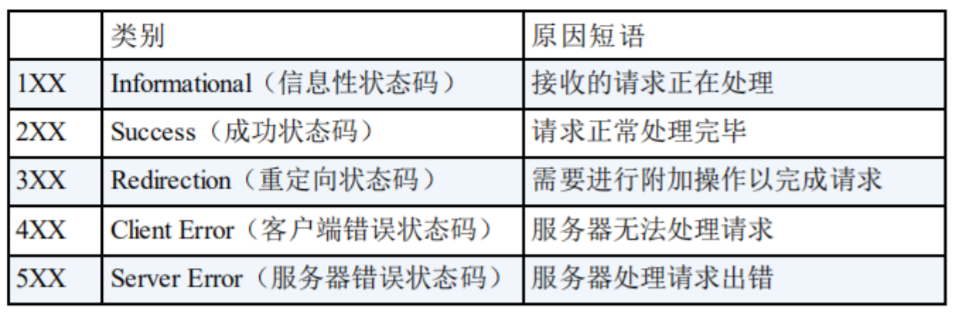 类别 原因短语
1XX Informational（信息性状态码） 接收的请求正在处理
2XX Success（成功状态码） 请求正常处理完毕
3XX Redirection（重定向状态码） 需要进行附加操作以完成请求
4XX Client Error（客户端错误状态码） 服务器无法处理请求
5XX Server Error（服务器错误状态码） 服务器处理请求出错